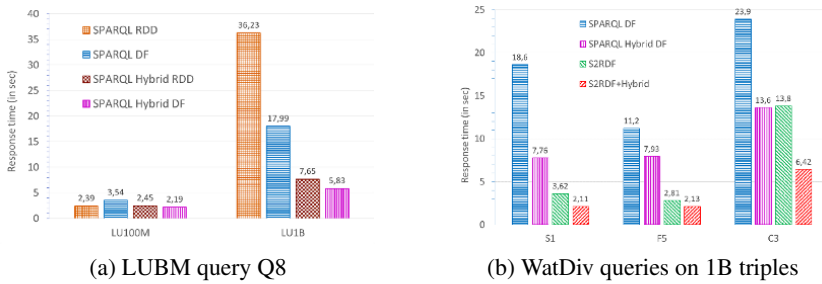 40
35
30
25
20
15
10
5
0
Response time (in sec)
SPARQL RDD
SPARQL DF
SPARQL Hybrid RDD
SPARQL Hybrid DF
2,39
3,54
2,45
2,19
36,23
17,99
7,65
5,83
LU100M
LU1B
(a) LUBM query Q8
25
20
15
10
5
0
Response time (in sec)
SPARQL DF
SPARQL Hybrid DF
S2RDF
S2RDF+Hybrid
18,6
7,76
3,62
2,11
11,2
7,93
2,81
2,13
23,9
13,6
13,8
6,42
S1
F5
C3
(b) WatDiv queries on 1B triples